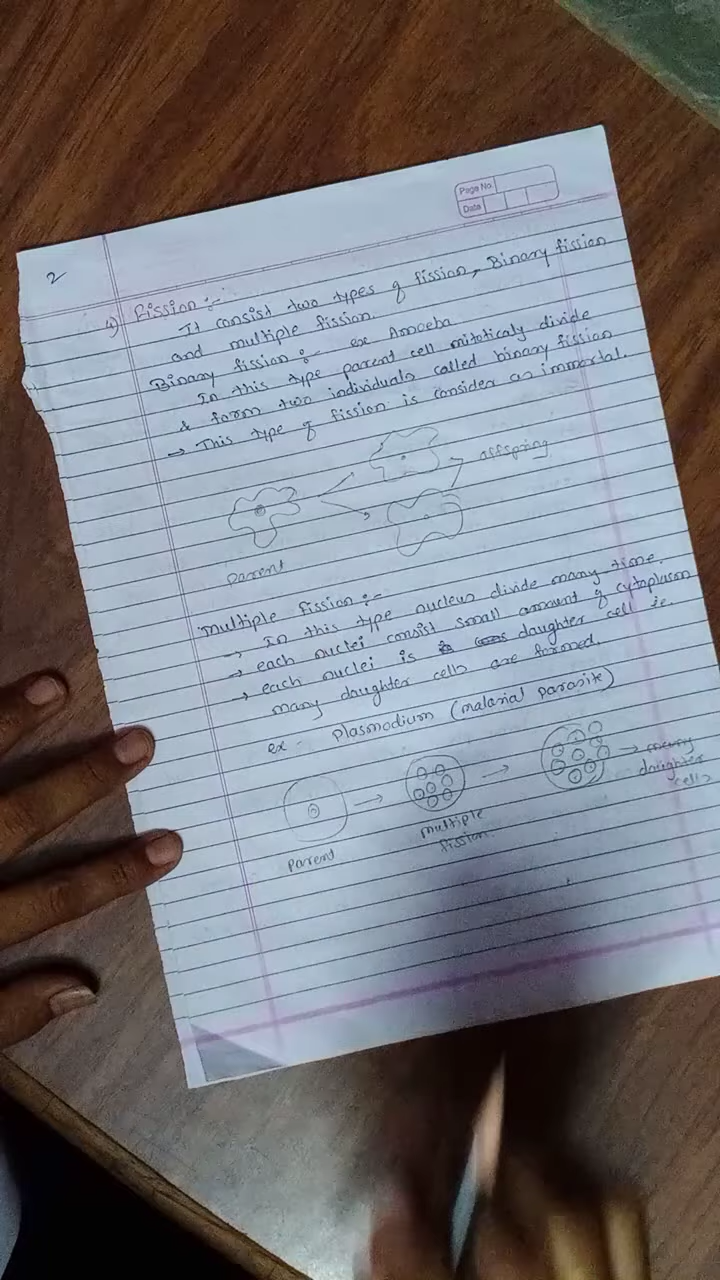 Page No.
Date
2
4) Fission :-
It consist two types of fission, Binary fission
and multiple fission.
Binary fission :- ex Amoeba
In this type parent cell mitoticaly divide
& form two individuals called binary fission
→ This type of fission is consider as immortal.
offspring
parent
Multiple fission :-
→ In this type nucleus divide many time.
→ each nuclei consist small amount of cytoplasm
→ each nuclei is daughter cell ie.
many daughter cells are formed.
ex - plasmodium (malarial parasite)
→ many
daughter
cells
parent
multiple
fission.